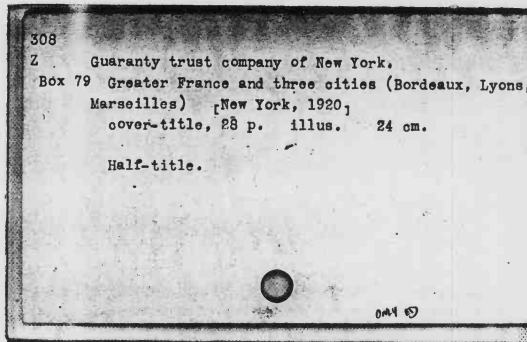 308
Z Guaranty trust company of New York.
Box 79 Greater France and three cities (Bordeaux, Lyons,
Marseilles) [New York, 1920]
cover-title, 28 p. illus. 24 cm.
Half-title.
ONLY